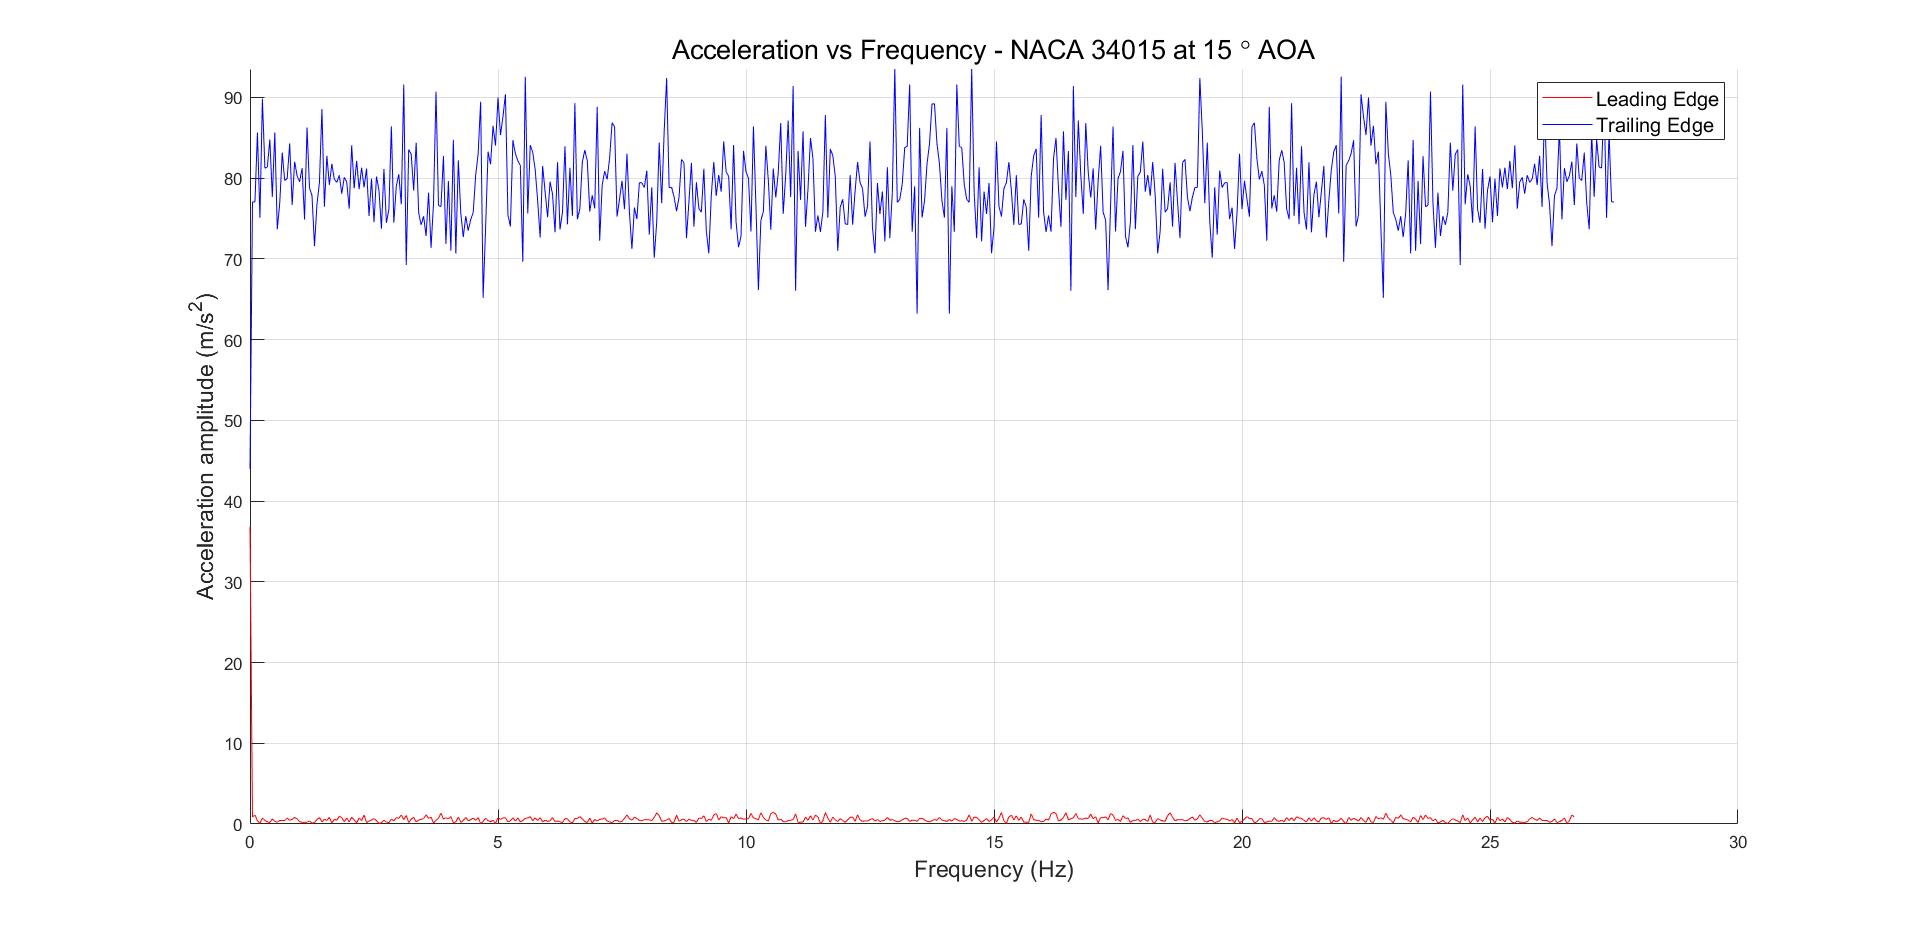 Acceleration vs Frequency - NACA 34015 at 15 ° AOA
Leading Edge
Trailing Edge
Acceleration amplitude (m/s²)
90
80
70
60
50
40
30
20
10
0
0 5 10 15 20 25 30
Frequency (Hz)